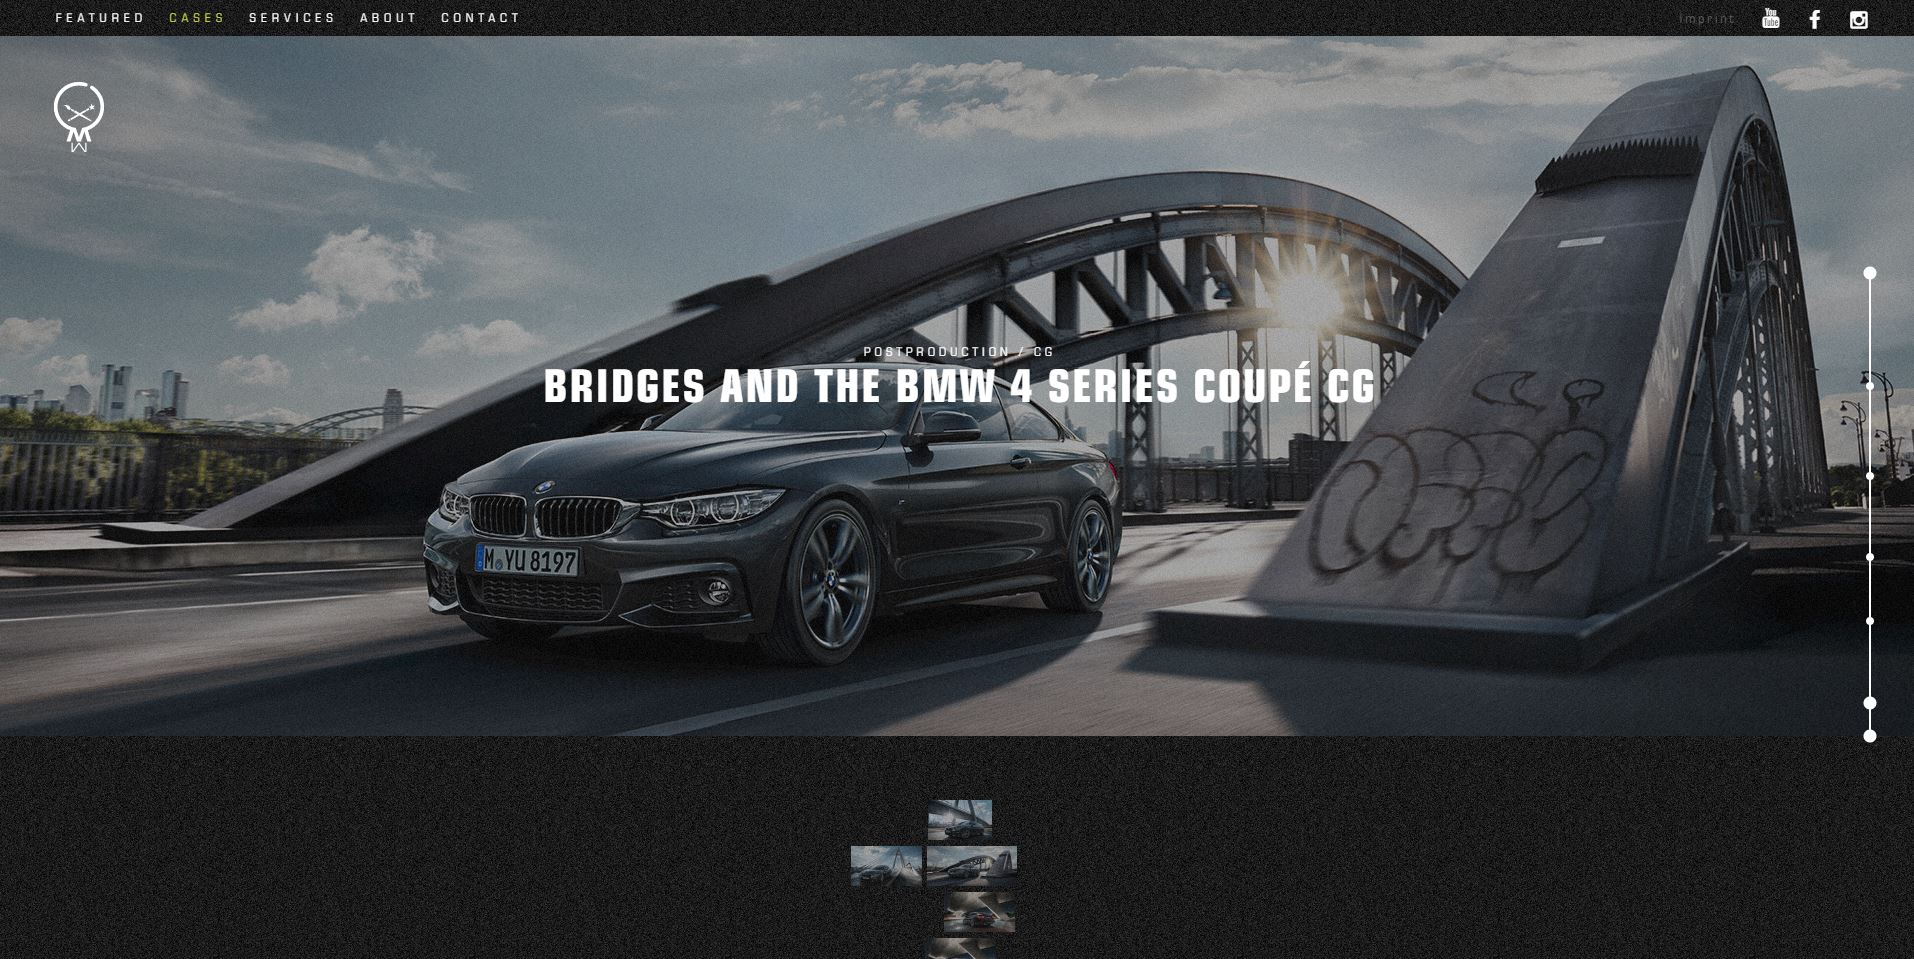 FEATURED CASES SERVICES ABOUT CONTACT
Imprint You Tube
POSTPRODUCTION / CG
BRIDGES AND THE BMW 4 SERIES COUPÉ CG
M YU 8197